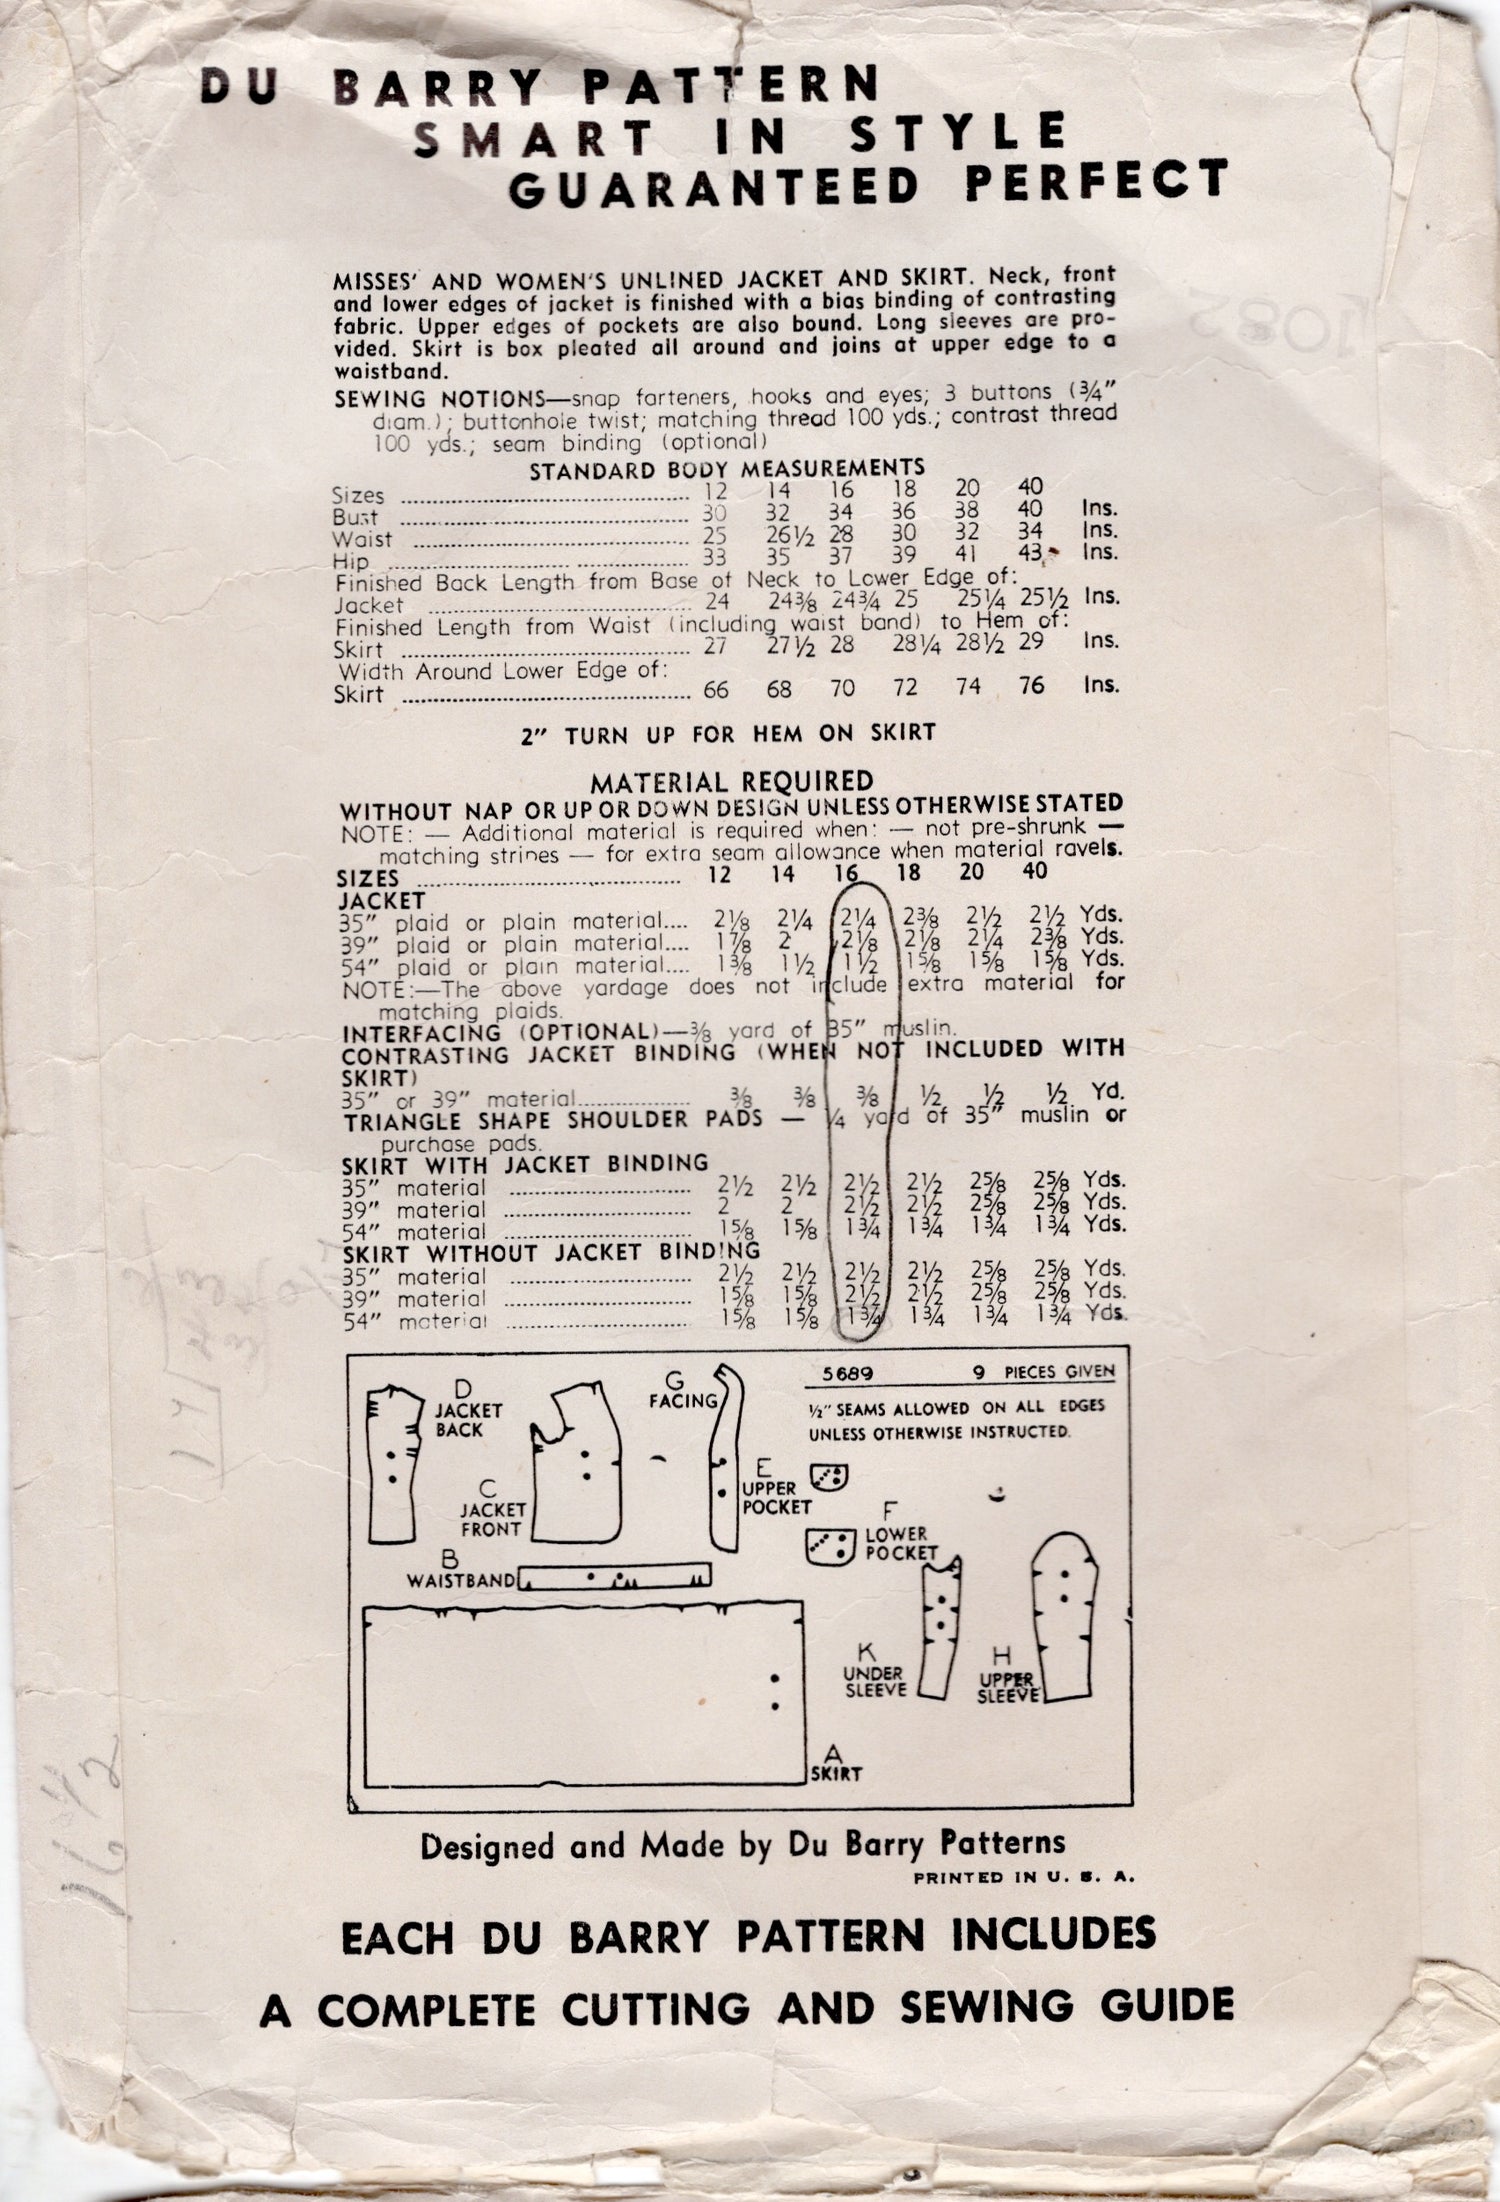 DU BARRY PATTERN
SMART IN STYLE
GUARANTEED PERFECT
MISSES' AND WOMEN'S UNLINED JACKET AND SKIRT. Neck, front
and lower edges of jacket is finished with a bias binding of contrasting
fabric. Upper edges of pockets are also bound. Long sleeves are pro-
vided. Skirt is box pleated all around and joins at upper edge to a
waistband.
SEWING NOTIONS—snap farteners, hooks and eyes; 3 buttons (¾"
diam.); buttonhole twist; matching thread 100 yds.; contrast thread
100 yds.; seam binding (optional)
STANDARD BODY MEASUREMENTS
Sizes 12 14 16 18 20 40
Bust 30 32 34 36 38 40 Ins.
Waist 25 26½ 28 30 32 34 Ins.
Hip 33 35 37 39 41 43 Ins.
Finished Back Length from Base of Neck to Lower Edge of:
Jacket 24 24⅜ 24¾ 25 25¼ 25½ Ins.
Finished Length from Waist (including waist band) to Hem of:
Skirt 27 27½ 28 28¼ 28½ 29 Ins.
Width Around Lower Edge of:
Skirt 66 68 70 72 74 76 Ins.
2" TURN UP FOR HEM ON SKIRT
MATERIAL REQUIRED
WITHOUT NAP OR UP OR DOWN DESIGN UNLESS OTHERWISE STATED
NOTE: — Additional material is required when: — not pre-shrunk —
matching stripes — for extra seam allowance when material ravels.
SIZES 12 14 16 18 20 40
JACKET
35" plaid or plain material.... 2⅛ 2¼ 2¼ 2⅜ 2½ 2½ Yds.
39" plaid or plain material.... 1⅞ 2 2⅛ 2⅛ 2¼ 2⅜ Yds.
54" plaid or plain material.... 1⅜ 1½ 1½ 1⅝ 1⅝ 1⅝ Yds.
NOTE:—The above yardage does not include extra material for
matching plaids.
INTERFACING (OPTIONAL)—⅜ yard of 35" muslin.
CONTRASTING JACKET BINDING (WHEN NOT INCLUDED WITH
SKIRT)
35" or 39" material ⅜ ⅜ ⅜ ½ ½ ½ Yd.
TRIANGLE SHAPE SHOULDER PADS — ¼ yard of 35" muslin or
purchase pads.
SKIRT WITH JACKET BINDING
35" material 2½ 2½ 2½ 2½ 2⅝ 2⅝ Yds.
39" material 2 2 2½ 2½ 2⅝ 2⅝ Yds.
54" material 1⅝ 1⅝ 1¾ 1¾ 1¾ 1¾ Yds.
SKIRT WITHOUT JACKET BINDING
35" material 2½ 2½ 2½ 2½ 2⅝ 2⅝ Yds.
39" material 1⅝ 1⅝ 2½ 2½ 2⅝ 2⅝ Yds.
54" material 1⅝ 1⅝ 1¾ 1¾ 1¾ 1¾ Yds.
5689 9 PIECES GIVEN
½" SEAMS ALLOWED ON ALL EDGES
UNLESS OTHERWISE INSTRUCTED.
D
JACKET
BACK
G
FACING
C
JACKET
FRONT
E
UPPER
POCKET
F
LOWER
POCKET
B
WAISTBAND
K
UNDER
SLEEVE
H
UPPER
SLEEVE
A
SKIRT
Designed and Made by Du Barry Patterns
PRINTED IN U. S. A.
EACH DU BARRY PATTERN INCLUDES
A COMPLETE CUTTING AND SEWING GUIDE